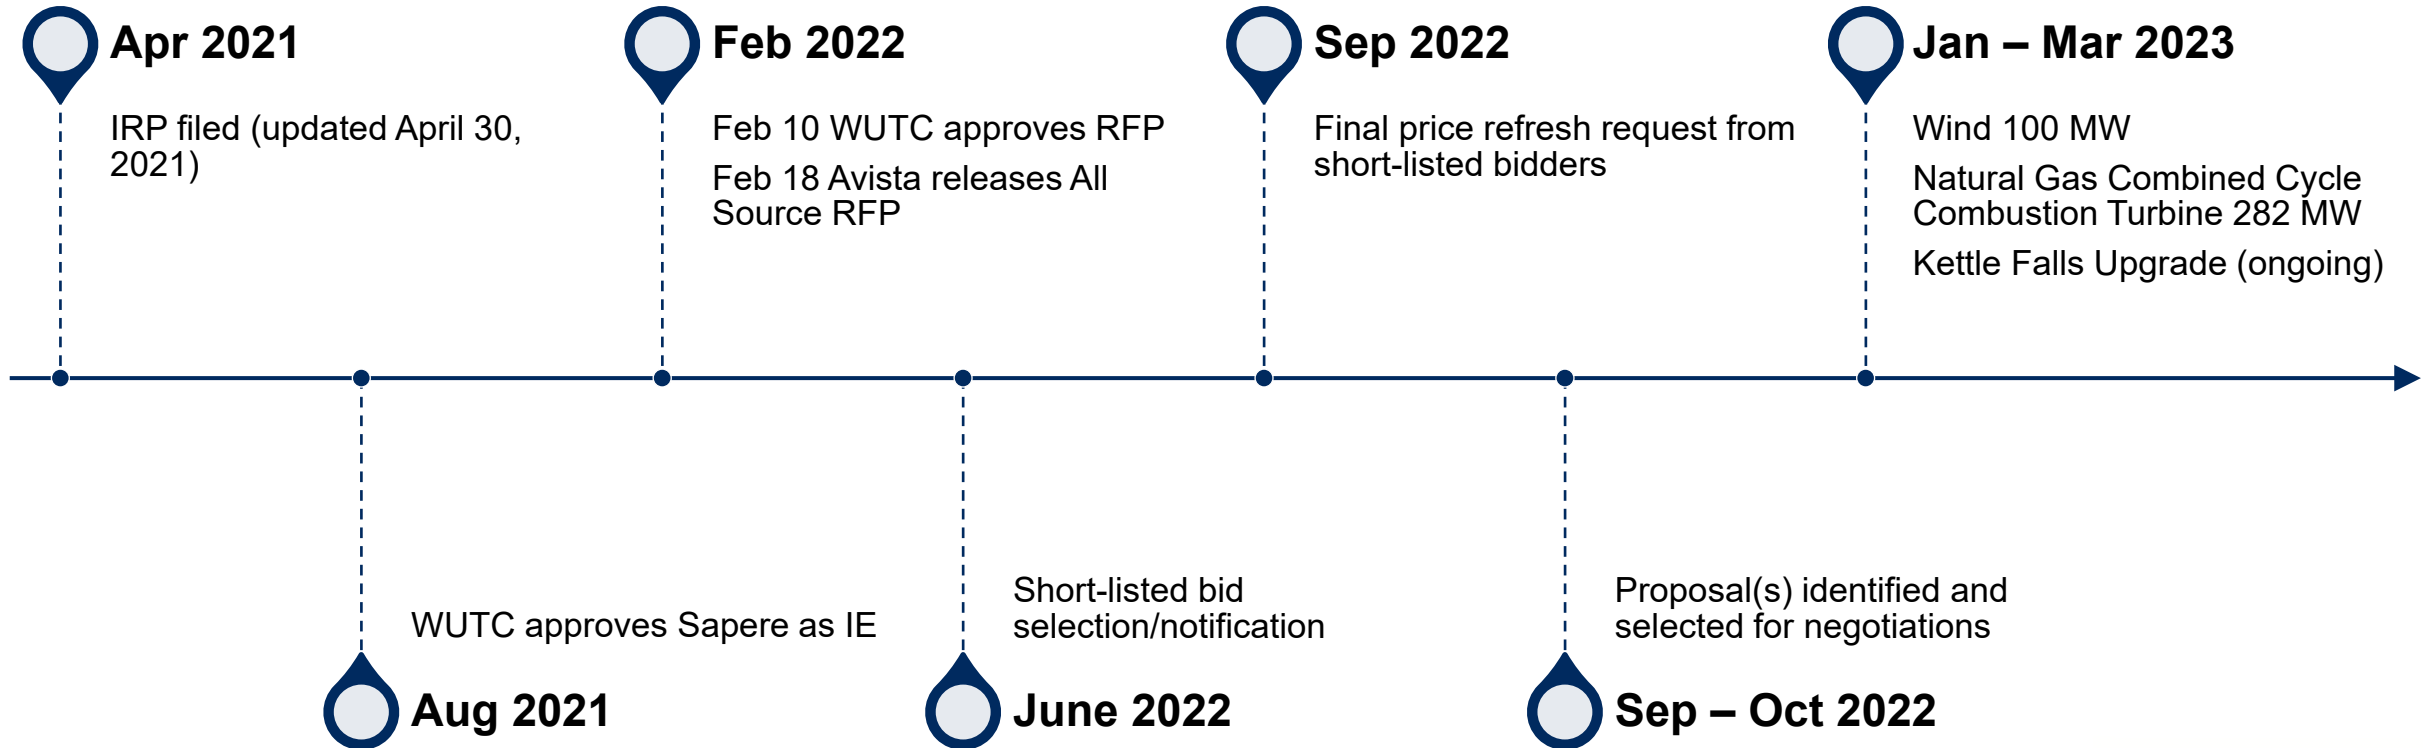 Apr 2021
IRP filed (updated April 30,
2021)
Feb 2022
Feb 10 WUTC approves RFP
Feb 18 Avista releases All
Source RFP
Sep 2022
Final price refresh request from
short-listed bidders
Jan – Mar 2023
Wind 100 MW
Natural Gas Combined Cycle
Combustion Turbine 282 MW
Kettle Falls Upgrade (ongoing)
WUTC approves Sapere as IE
Aug 2021
Short-listed bid
selection/notification
June 2022
Proposal(s) identified and
selected for negotiations
Sep – Oct 2022